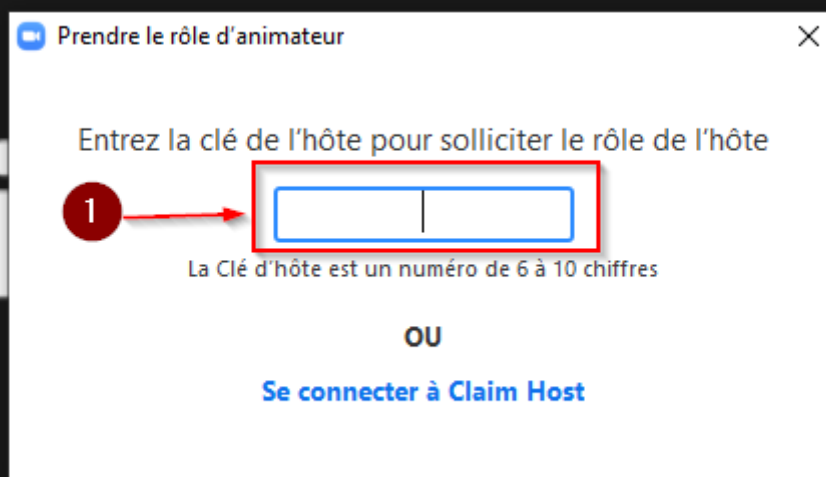 Prendre le rôle d'animateur
Entrez la clé de l'hôte pour solliciter le rôle de l'hôte
1
La Clé d'hôte est un numéro de 6 à 10 chiffres
OU
Se connecter à Claim Host